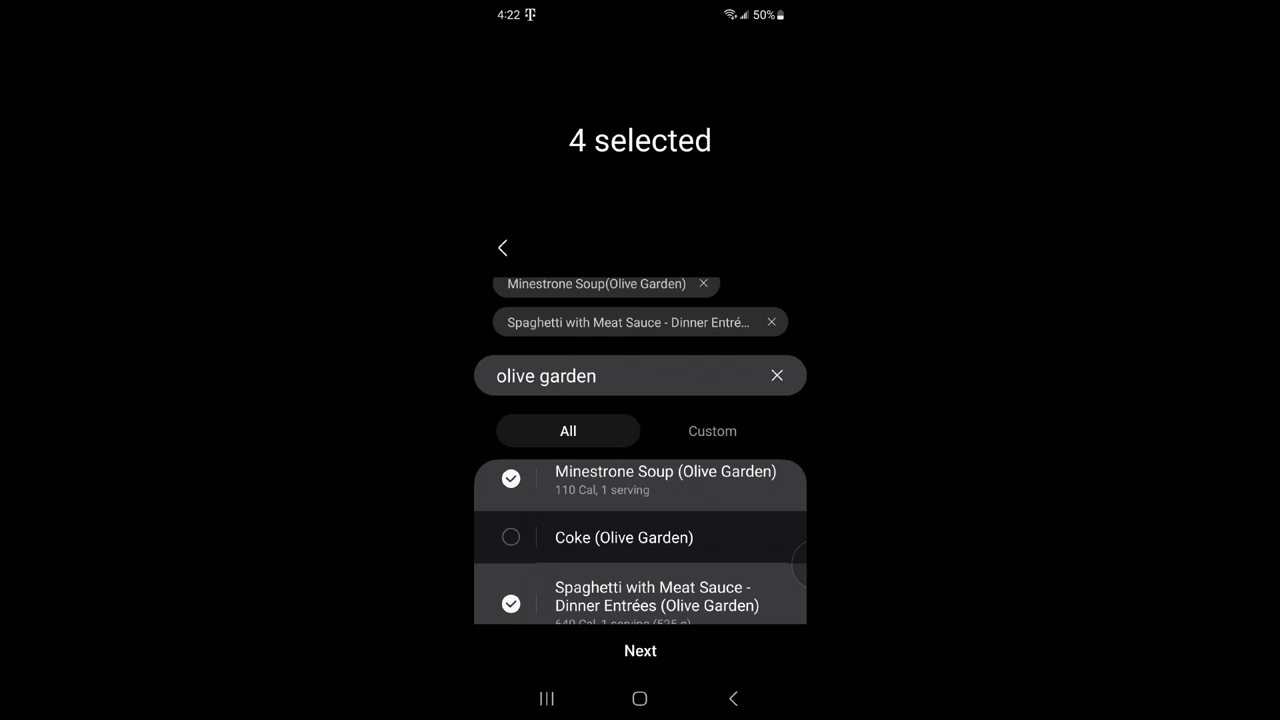 4:22
50%
4 selected
Minestrone Soup(Olive Garden)
Spaghetti with Meat Sauce - Dinner Entré...
olive garden
All
Custom
Minestrone Soup (Olive Garden)
110 Cal, 1 serving
Coke (Olive Garden)
Spaghetti with Meat Sauce -
Dinner Entrées (Olive Garden)
640 Cal, 1 serving (525 g)
Next